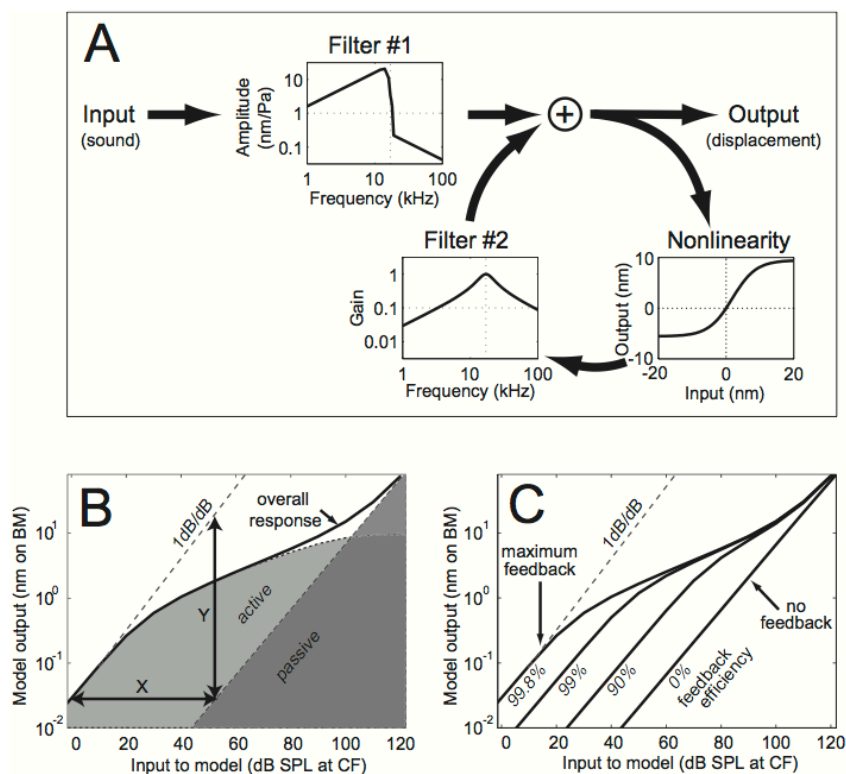 A
Filter #1
Input
(sound)
Amplitude
(nm/Pa)
10
1
0.1
1
10
100
Frequency (kHz)
+
Output
(displacement)
Filter #2
Gain
1
0.1
0.01
1
10
100
Frequency (kHz)
Nonlinearity
Output (nm)
10
0
-10
-20
0
20
Input (nm)
B
1dB/dB
overall
response
Y
active
X
passive
Model output (nm on BM)
10^1
10^0
10^-1
10^-2
0
20
40
60
80
100
120
Input to model (dB SPL at CF)
C
1dB/dB
maximum
feedback
no
feedback
99.8%
99%
90%
0%
feedback
efficiency
Model output (nm on BM)
10^1
10^0
10^-1
10^-2
0
20
40
60
80
100
120
Input to model (dB SPL at CF)